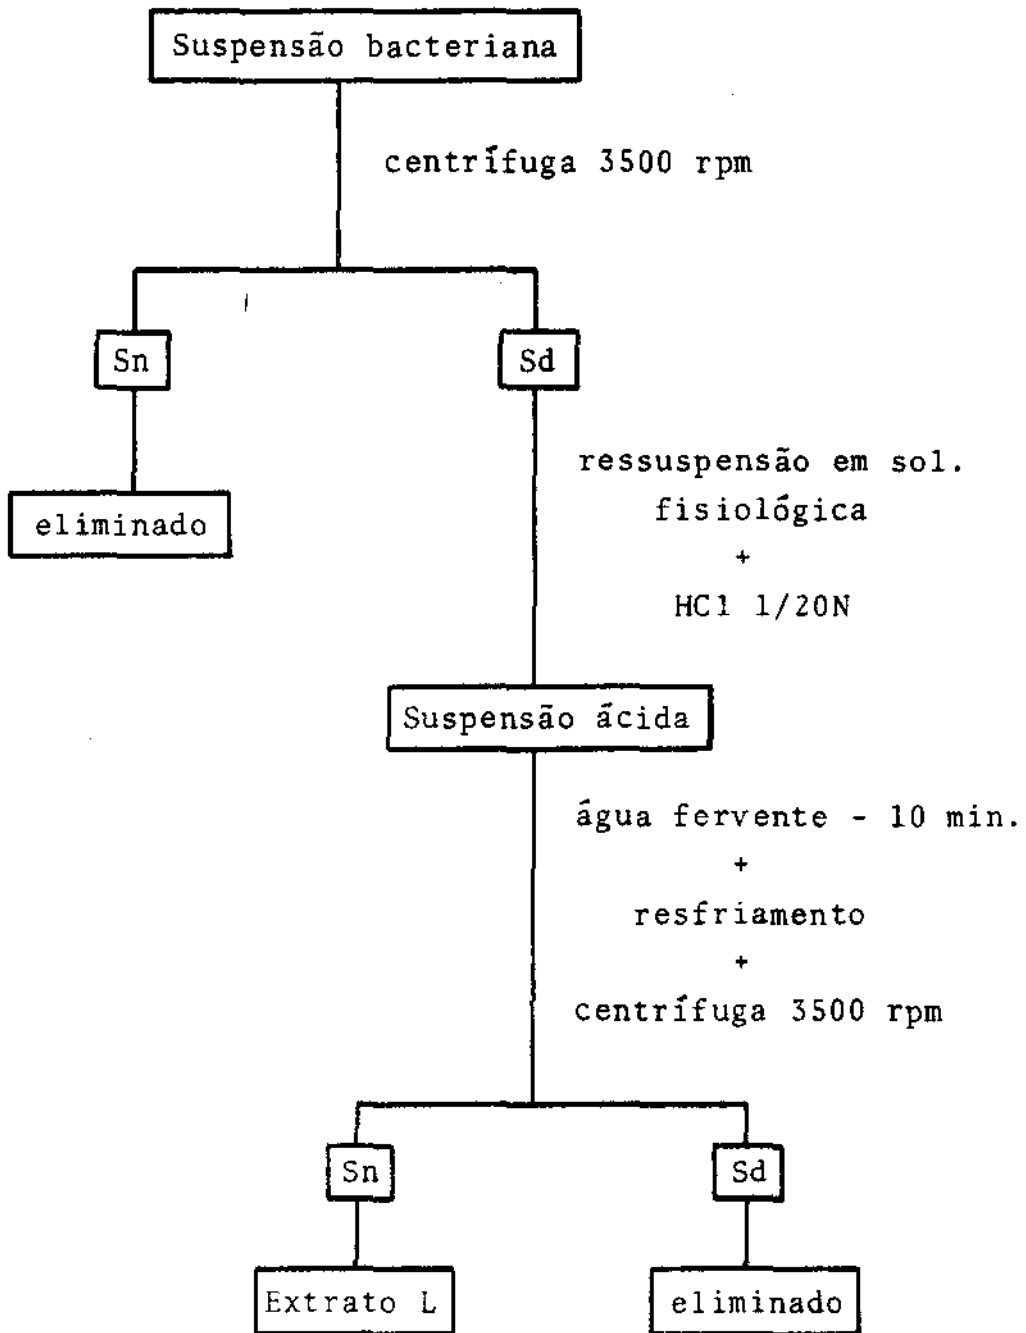 Suspensão bacteriana
centrífuga 3500 rpm
Sn
Sd
eliminado
ressuspensão em sol.
fisiológica
+
HCl 1/20N
Suspensão ácida
água fervente - 10 min.
+
resfriamento
+
centrífuga 3500 rpm
Sn
Sd
Extrato L
eliminado